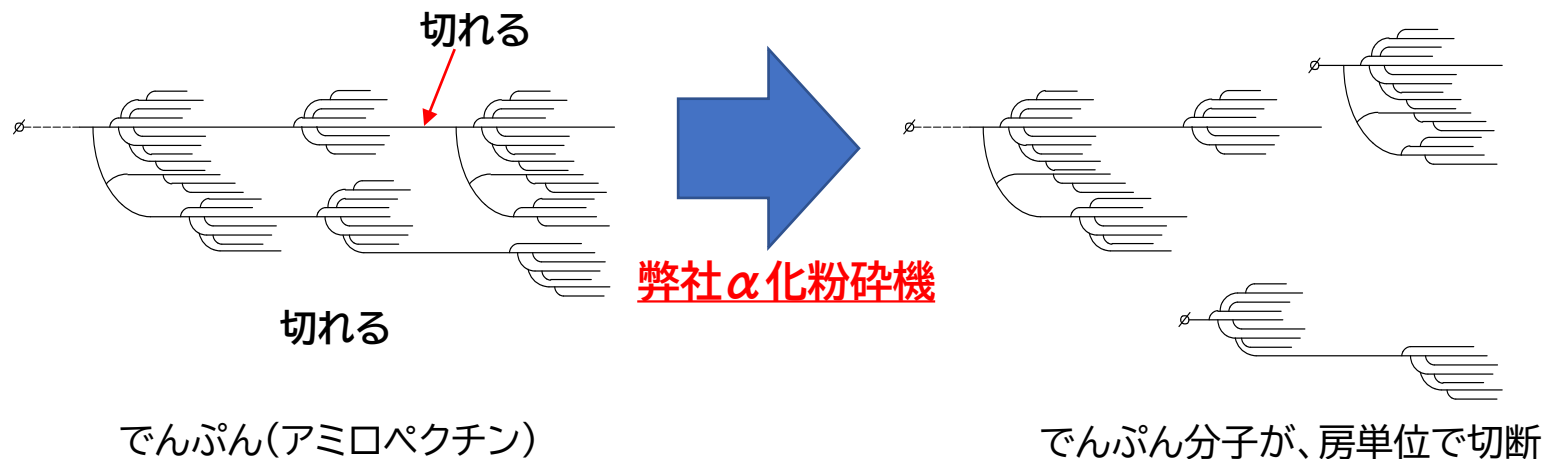 切れる
弊社α化粉砕機
切れる
でんぷん(アミロペクチン)
でんぷん分子が、房単位で切断